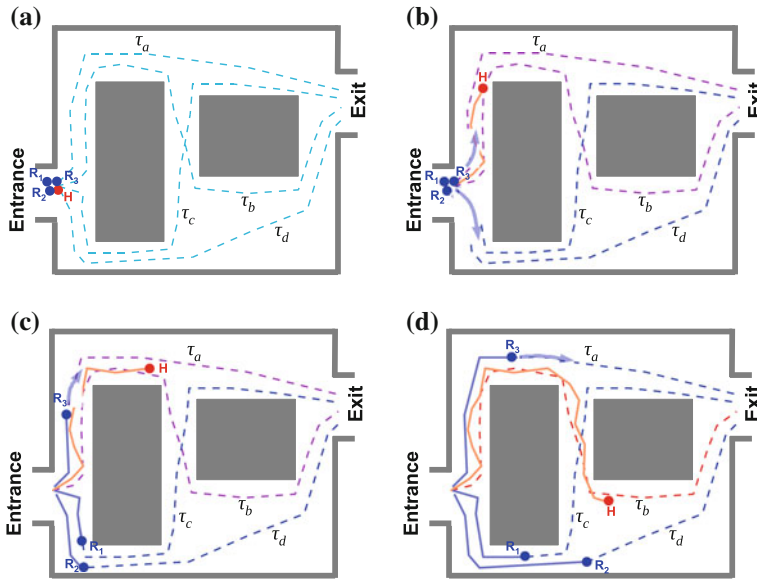 (a)
τa
Exit
Entrance
R1
R3
R2
H
τb
τc
τd
(b)
τa
H
Exit
Entrance
R1
R3
R2
τb
τc
τd
(c)
τa
H
R3
Exit
Entrance
τb
τc
τd
R1
R2
(d)
R3
τa
Exit
Entrance
τb
H
τc
τd
R1
R2